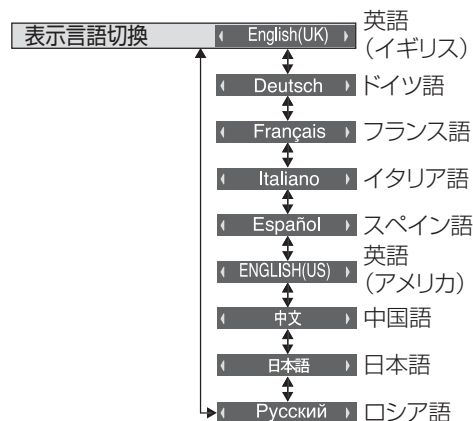 表示言語切換 English(UK) 英語
(イギリス)
Deutsch ドイツ語
Français フランス語
Italiano イタリア語
Español スペイン語
ENGLISH(US) 英語
(アメリカ)
中文 中国語
日本語 日本語
Русский ロシア語